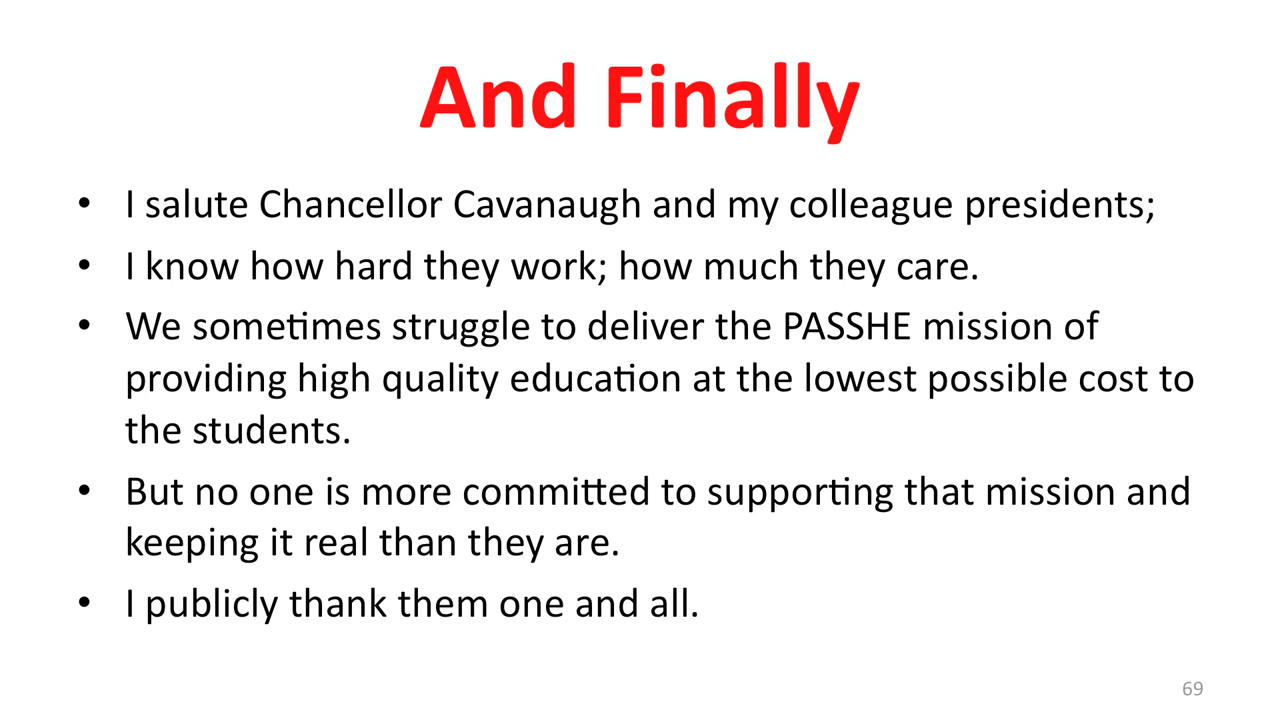 And Finally
• I salute Chancellor Cavanaugh and my colleague presidents;
• I know how hard they work; how much they care.
• We sometimes struggle to deliver the PASSHE mission of
providing high quality education at the lowest possible cost to
the students.
• But no one is more committed to supporting that mission and
keeping it real than they are.
• I publicly thank them one and all.
69